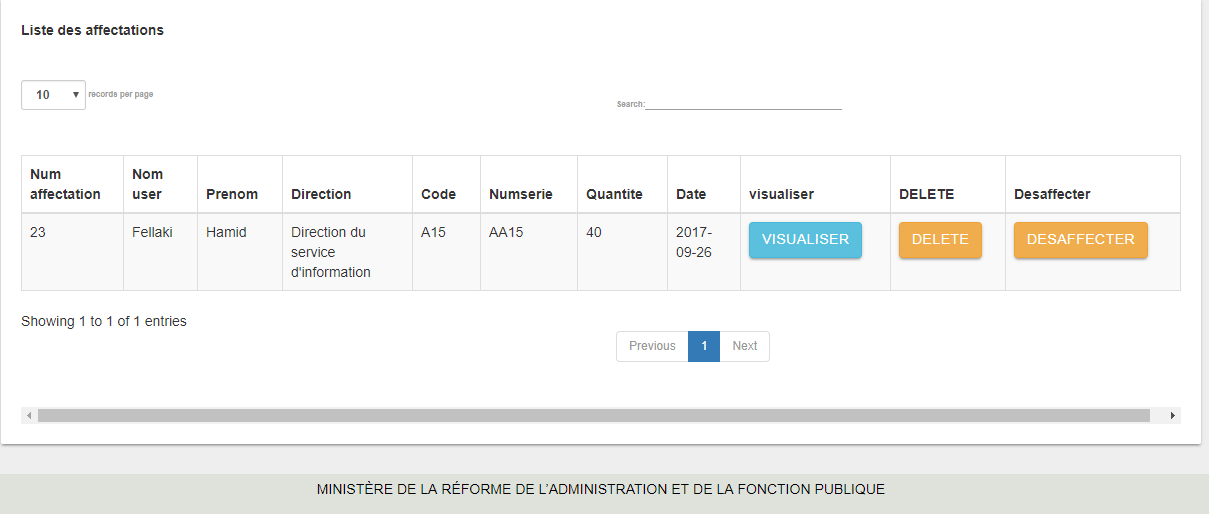 Liste des affectations
10 records per page
Search:
Num affectation Nom user Prenom Direction Code Numserie Quantite Date visualiser DELETE Desaffecter
23 Fellaki Hamid Direction du service d'information A15 AA15 40 2017-09-26 VISUALISER DELETE DESAFFECTER
Showing 1 to 1 of 1 entries
Previous 1 Next
MINISTÈRE DE LA RÉFORME DE L'ADMINISTRATION ET DE LA FONCTION PUBLIQUE